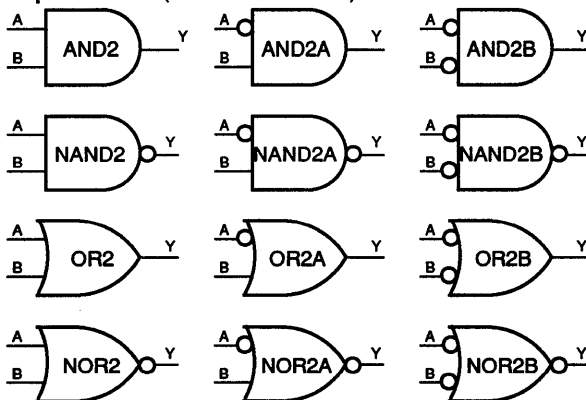 A AND2 Y A AND2A Y A AND2B Y
B B B
A NAND2 Y A NAND2A Y A NAND2B Y
B B B
A OR2 Y A OR2A Y A OR2B Y
B B B
A NOR2 Y A NOR2A Y A NOR2B Y
B B B